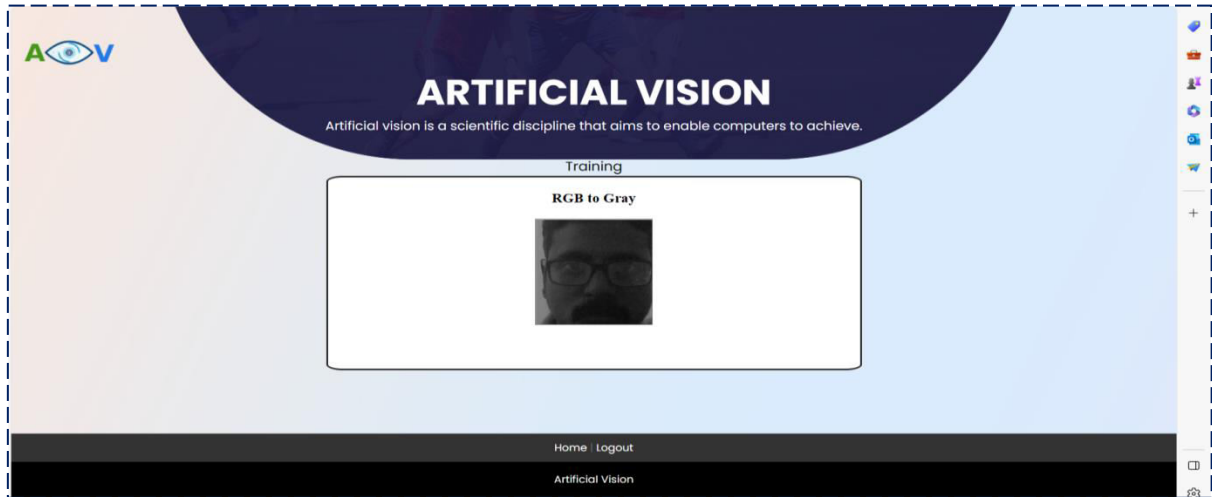 A V
ARTIFICIAL VISION
Artificial vision is a scientific discipline that aims to enable computers to achieve.
Training
RGB to Gray
Home | Logout
Artificial Vision